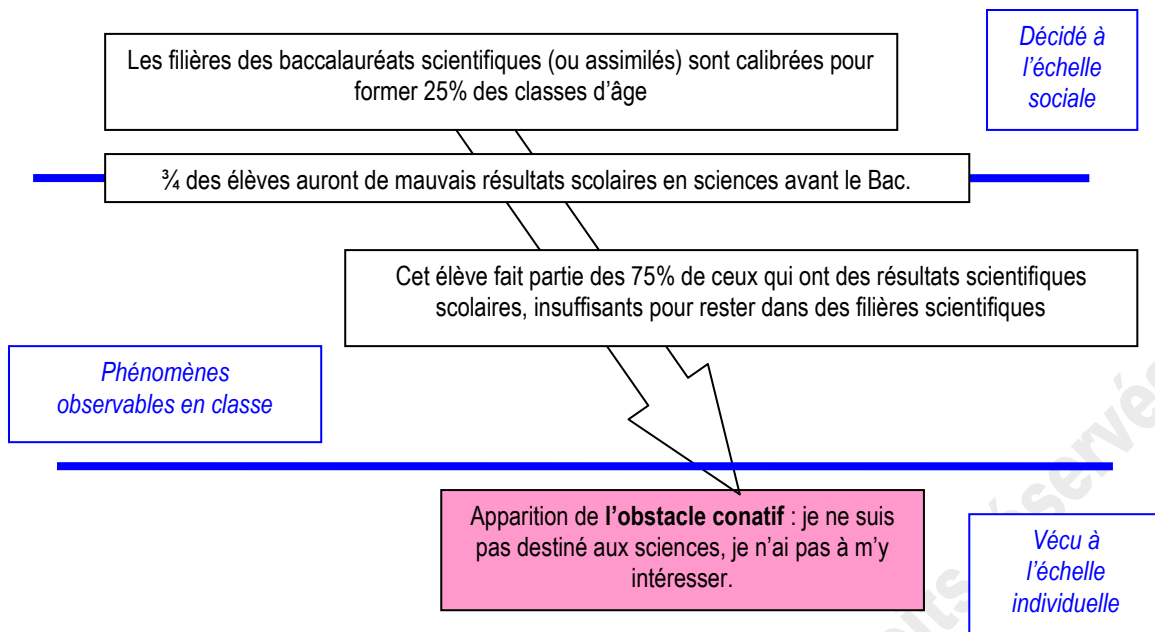 Les filières des baccalauréats scientifiques (ou assimilés) sont calibrées pour
former 25% des classes d’âge
Décidé à
l’échelle
sociale
¾ des élèves auront de mauvais résultats scolaires en sciences avant le Bac.
Cet élève fait partie des 75% de ceux qui ont des résultats scientifiques
scolaires, insuffisants pour rester dans des filières scientifiques
Phénomènes
observables en classe
Apparition de l’obstacle conatif : je ne suis
pas destiné aux sciences, je n’ai pas à m’y
intéresser.
Vécu à
l’échelle
individuelle